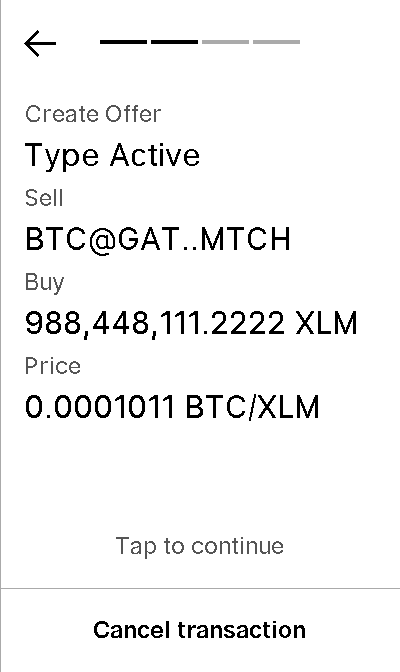 Create Offer
Type Active
Sell
BTC@GAT..MTCH
Buy
988,448,111.2222 XLM
Price
0.0001011 BTC/XLM
Tap to continue
Cancel transaction